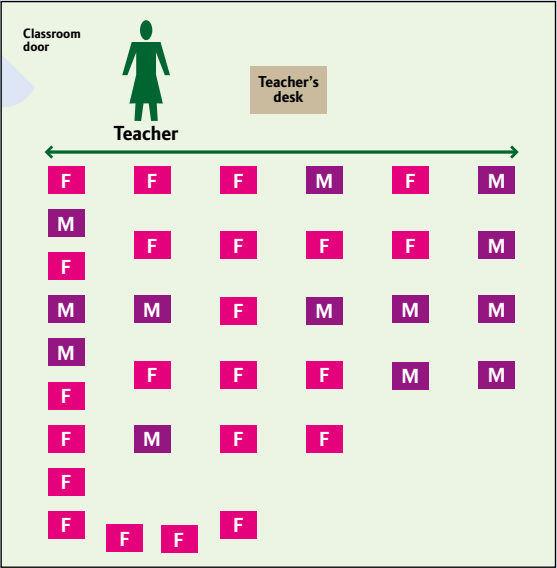 Classroom
door
Teacher's
desk
Teacher
F F F M F M
M
F F F F M
F
M M F M M M
M
F F F M M
F
F M F F
F
F F
F F